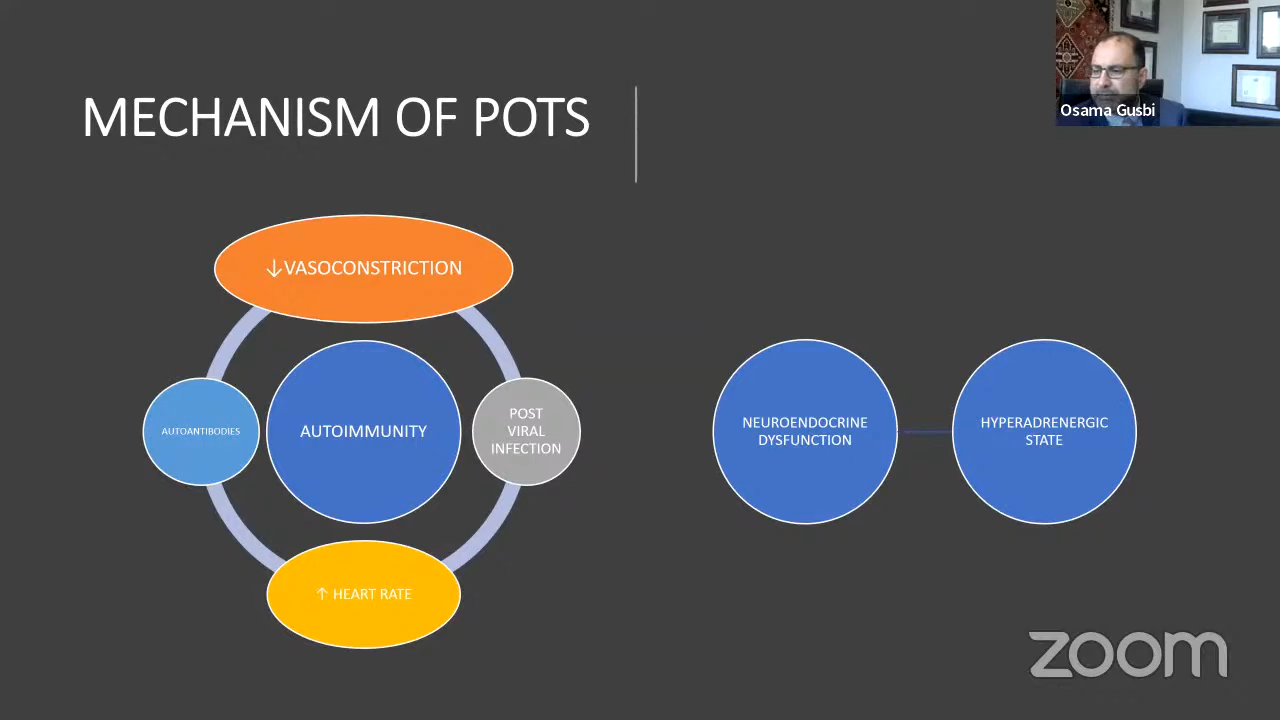 MECHANISM OF POTS
Osama Gusbi
↓VASOCONSTRICTION
AUTOANTIBODIES
AUTOIMMUNITY
POST
VIRAL
INFECTION
↑ HEART RATE
NEUROENDOCRINE
DYSFUNCTION
HYPERADRENERGIC
STATE
zoom